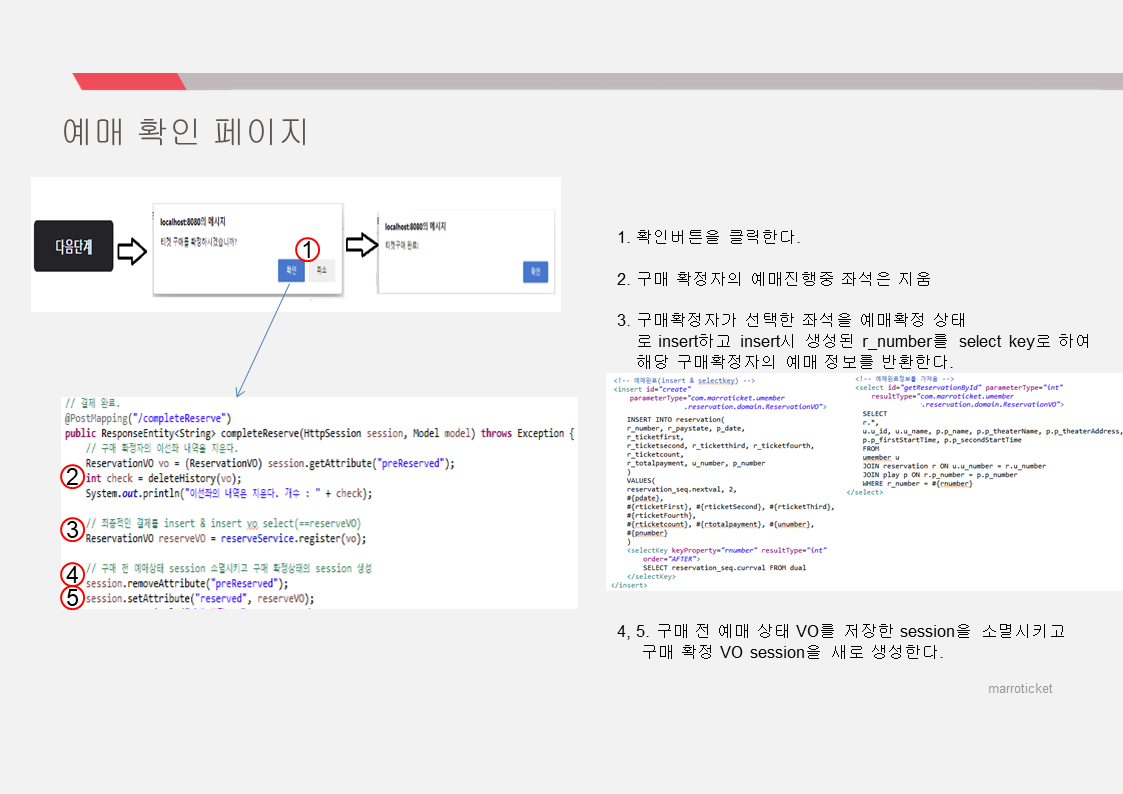 예매 확인 페이지
다음단계
localhost:8080의 메시지
티켓 구매를 확정하시겠습니까?
1
확인
취소
localhost:8080의 메시지
티켓구매 완료!
확인
// 결제 완료.
@PostMapping("/completeReserve")
public ResponseEntity<String> completeReserve(HttpSession session, Model model) throws Exception {
// 구매 확정자의 이선좌 내역을 지운다.
ReservationVO vo = (ReservationVO) session.getAttribute("preReserved");
2 int check = deleteHistory(vo);
System.out.println("이선좌의 내역은 지운다. 개수 : " + check);
// 최종적인 결제를 insert & insert vo select(==reserveVO)
3 ReservationVO reserveVO = reserveService.register(vo);
// 구매 전 예매상태 session 소멸시키고 구매 확정상태의 session 생성
4 session.removeAttribute("preReserved");
5 session.setAttribute("reserved", reserveVO);
1. 확인버튼을 클릭한다.
2. 구매 확정자의 예매진행중 좌석은 지움
3. 구매확정자가 선택한 좌석을 예매확정 상태
로 insert하고 insert시 생성된 r_number를 select key로 하여
해당 구매확정자의 예매 정보를 반환한다.
<!-- 예매완료(insert & selectkey) -->
<insert id="create"
parameterType="com.marroticket.umember
.reservation.domain.ReservationVO">
INSERT INTO reservation(
r_number, r_paystate, p_date,
r_ticketfirst,
r_ticketsecond, r_ticketthird, r_ticketfourth,
r_ticketcount,
r_totalpayment, u_number, p_number
)
VALUES(
reservation_seq.nextval, 2,
#{pdate},
#{rticketFirst}, #{rticketSecond}, #{rticketThird},
#{rticketFourth},
#{rticketcount}, #{rtotalpayment}, #{unumber},
#{pnumber}
)
<selectKey keyProperty="rnumber" resultType="int"
order="AFTER">
SELECT reservation_seq.currval FROM dual
</selectKey>
</insert>
<!-- 예매완료정보를 가져옴 -->
<select id="getReservationById" parameterType="int"
resultType="com.marroticket.umember
.reservation.domain.ReservationVO">
SELECT
r.*,
u.u_id, u.u_name, p.p_name, p.p_theaterName, p.p_theaterAddress,
p.p_firstStartTime, p.p_secondStartTime
FROM
umember u
JOIN reservation r ON u.u_number = r.u_number
JOIN play p ON r.p_number = p.p_number
WHERE r_number = #{rnumber}
</select>
4, 5. 구매 전 예매 상태 VO를 저장한 session을 소멸시키고
구매 확정 VO session을 새로 생성한다.
marroticket